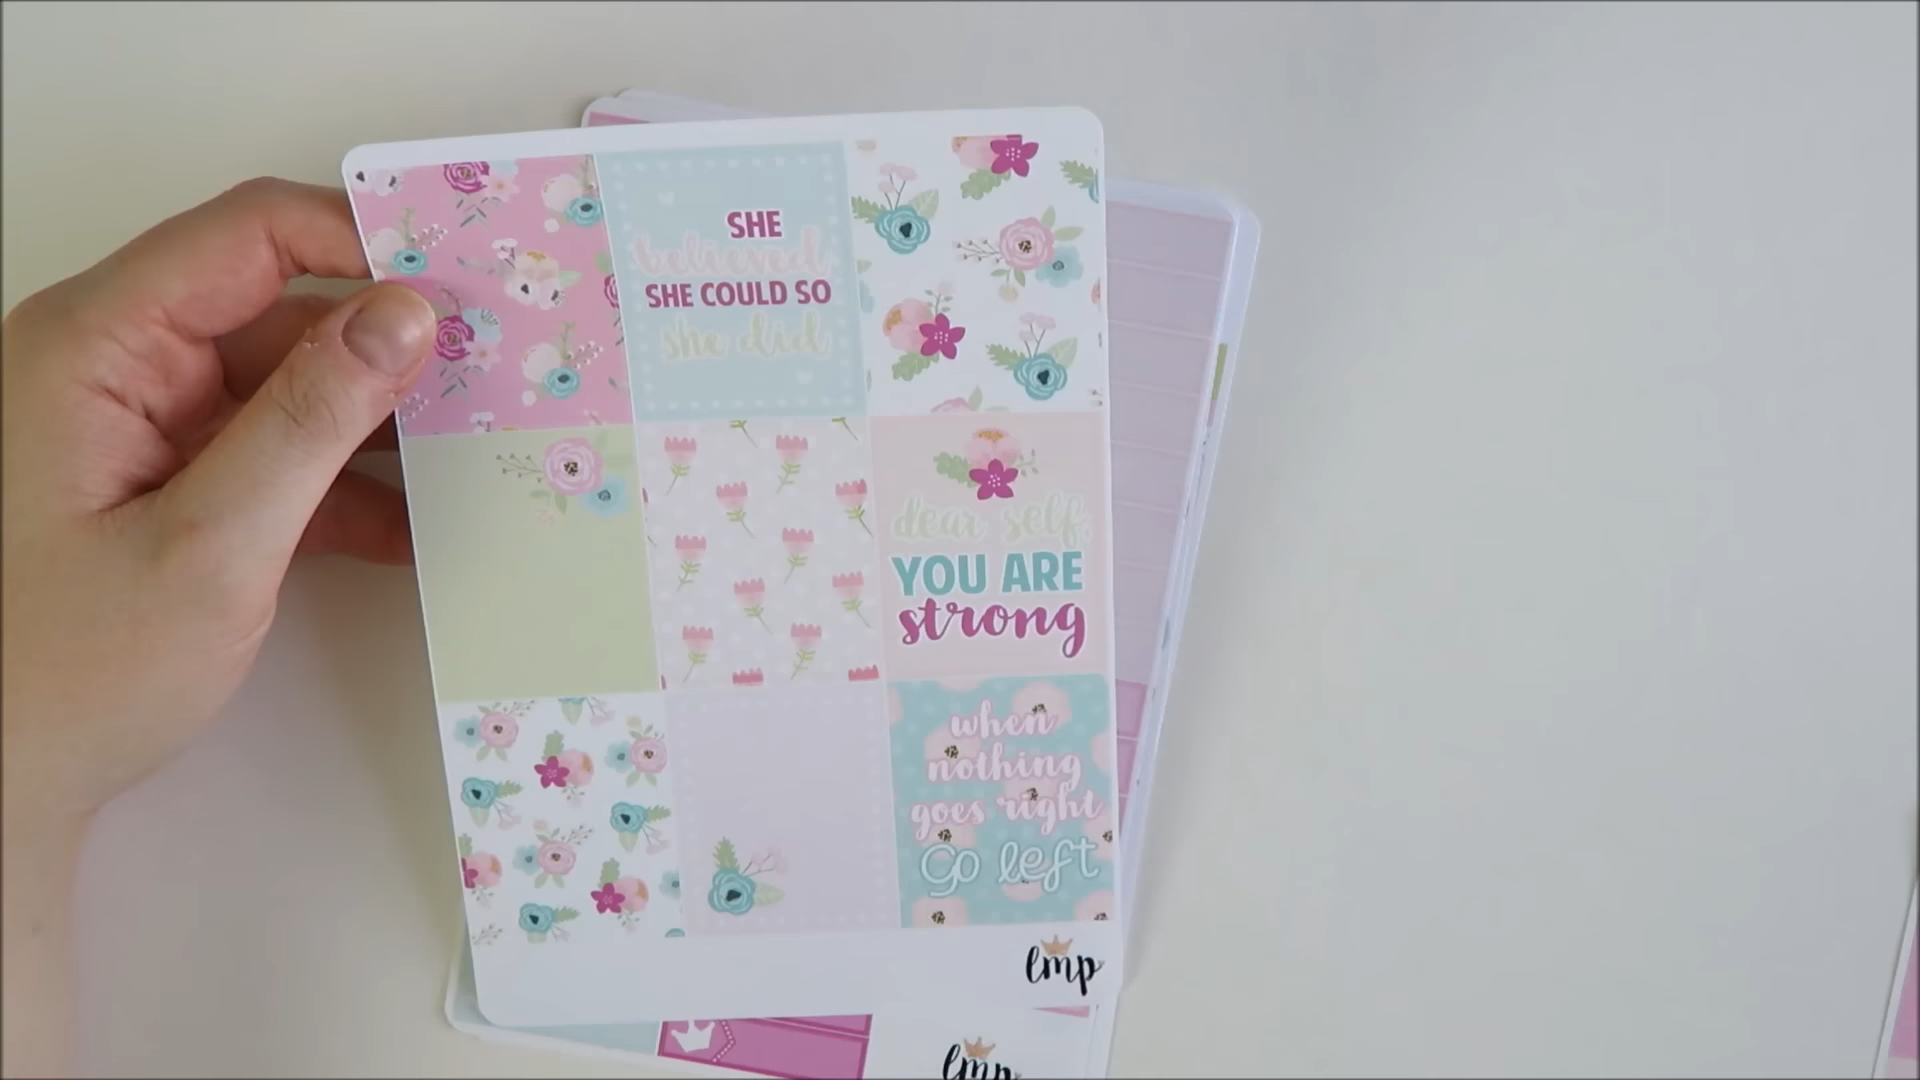 SHE
believed
SHE COULD SO
she did
dear self,
YOU ARE
strong
when
nothing
goes right
Go left
lmp
lmp